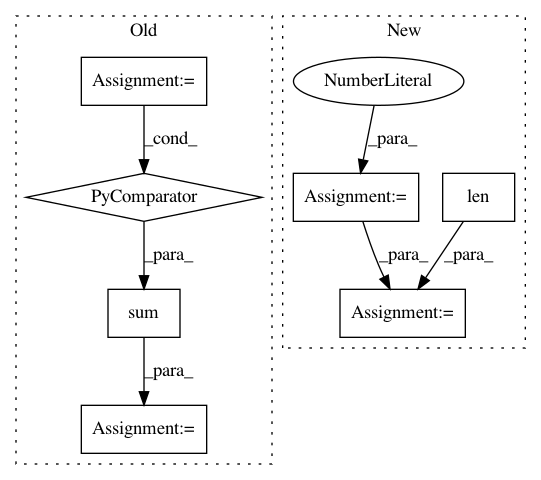 Old
New
Assignment:=
NumberLiteral
_cond_
_para_
PyComparator
Assignment:=
len
_para_
_para_
_para_
sum
Assignment:=
_para_
Assignment:=